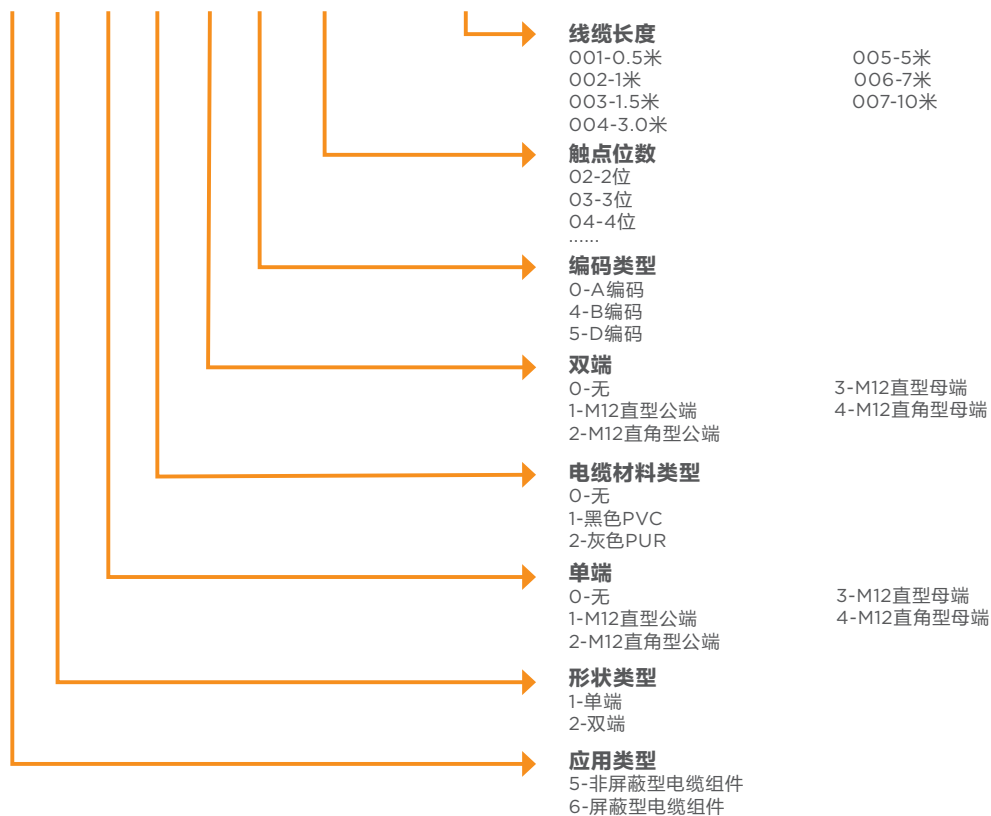 线缆长度
001-0.5米 005-5米
002-1米 006-7米
003-1.5米 007-10米
004-3.0米
触点位数
02-2位
03-3位
04-4位
......
编码类型
0-A编码
4-B编码
5-D编码
双端
0-无 3-M12直型母端
1-M12直型公端 4-M12直角型母端
2-M12直角型公端
电缆材料类型
0-无
1-黑色PVC
2-灰色PUR
单端
0-无 3-M12直型母端
1-M12直型公端 4-M12直角型母端
2-M12直角型公端
形状类型
1-单端
2-双端
应用类型
5-非屏蔽型电缆组件
6-屏蔽型电缆组件